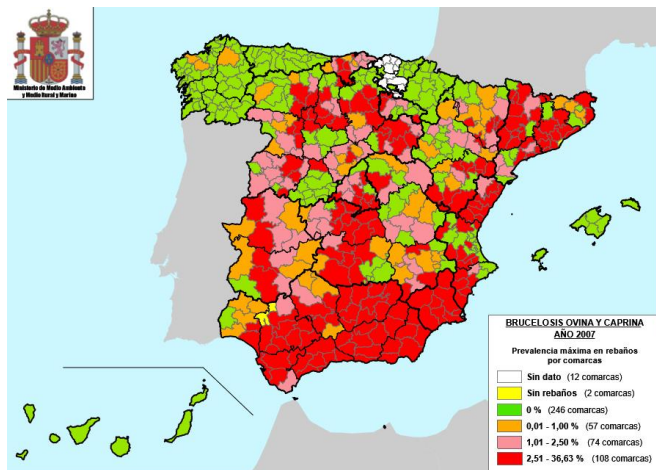 Ministerio de Medio Ambiente
y Medio Rural y Marino
BRUCELOSIS OVINA Y CAPRINA
AÑO 2007
Prevalencia máxima en rebaños
por comarcas
Sin dato (12 comarcas)
Sin rebaños (2 comarcas)
0 % (246 comarcas)
0,01 - 1,00 % (57 comarcas)
1,01 - 2,50 % (74 comarcas)
2,51 - 36,63 % (108 comarcas)